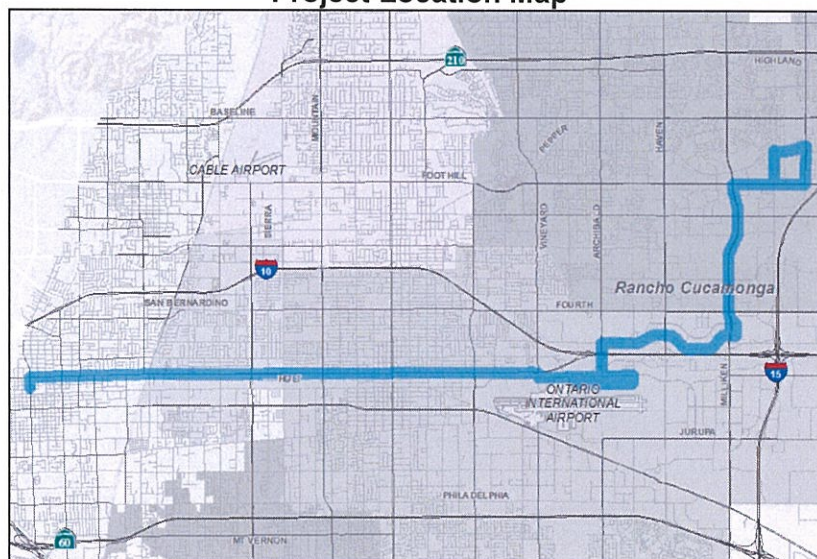 Project Location Map
210
HIGHLAND
BASELINE
MOUNTAIN
PEPPER
HAVEN
CABLE AIRPORT
FOOTHILL
SIERRA
VINEYARD
ARCHIBALD
10
SAN BERNARDINO
FOURTH
Rancho Cucamonga
HOLT
MILLIKEN
15
ONTARIO
INTERNATIONAL
AIRPORT
JURUPA
PHILADELPHIA
60
MT VERNON